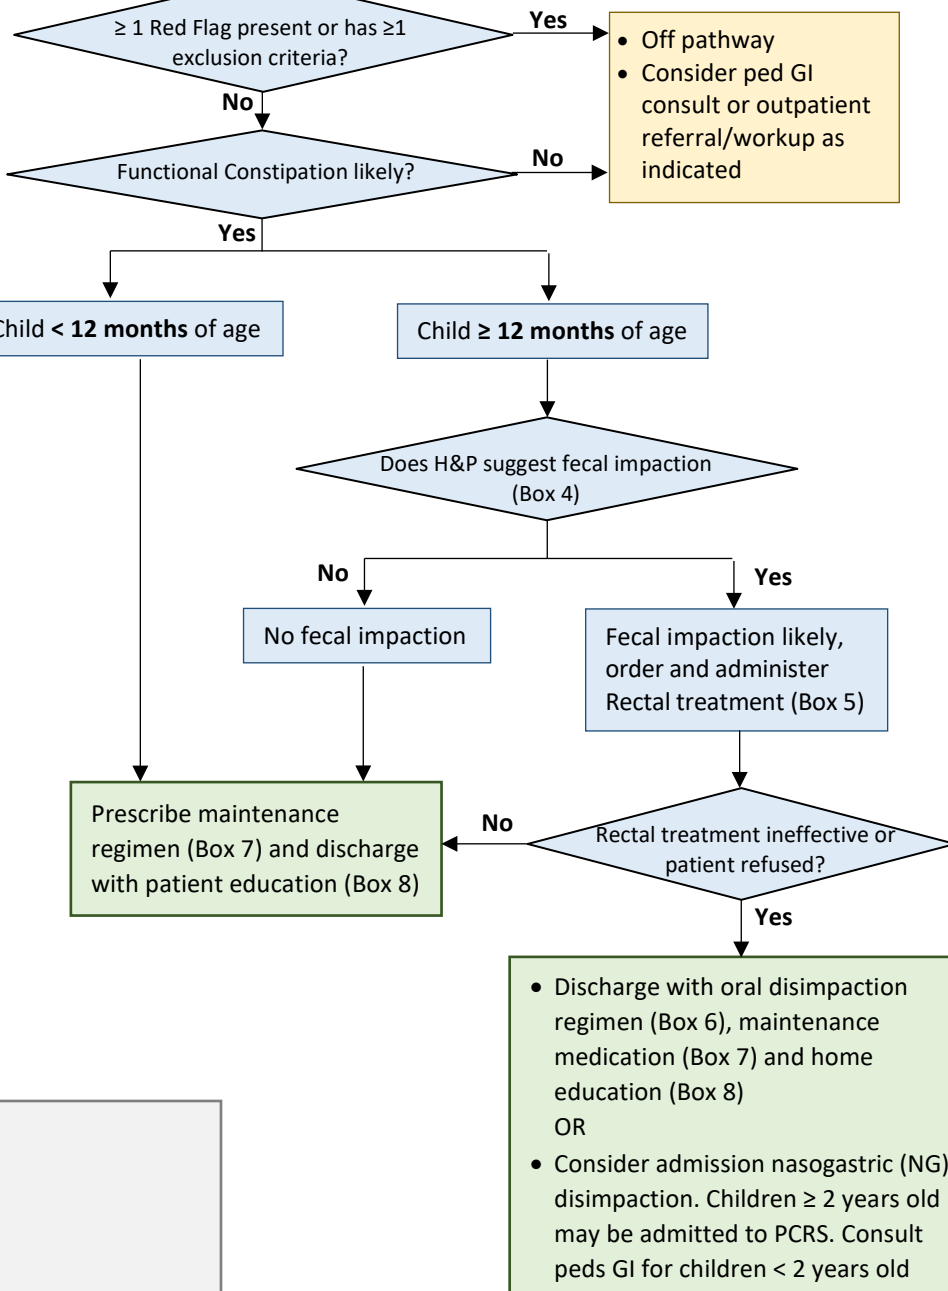 ≥ 1 Red Flag present or has ≥1
exclusion criteria?
Yes
• Off pathway
• Consider ped GI
consult or outpatient
referral/workup as
indicated
No
Functional Constipation likely?
No
Yes
Child < 12 months of age
Child ≥ 12 months of age
Does H&P suggest fecal impaction
(Box 4)
No
Yes
No fecal impaction
Fecal impaction likely,
order and administer
Rectal treatment (Box 5)
Prescribe maintenance
regimen (Box 7) and discharge
with patient education (Box 8)
No
Rectal treatment ineffective or
patient refused?
Yes
• Discharge with oral disimpaction
regimen (Box 6), maintenance
medication (Box 7) and home
education (Box 8)
OR
• Consider admission nasogastric (NG)
disimpaction. Children ≥ 2 years old
may be admitted to PCRS. Consult
peds GI for children < 2 years old